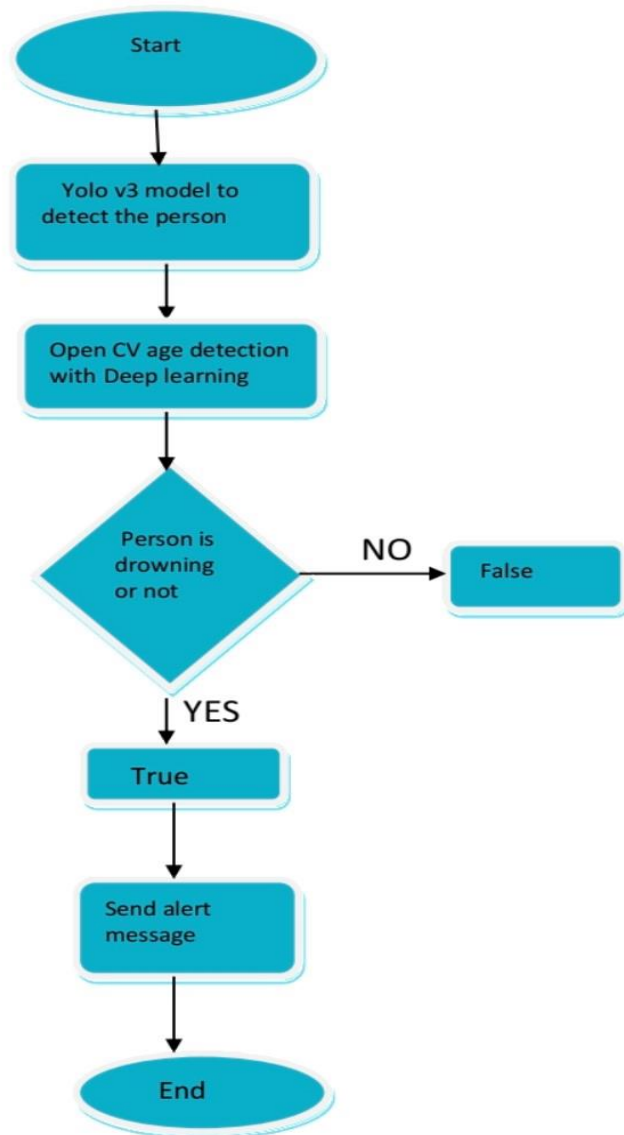 Start
Yolo v3 model to
detect the person
Open CV age detection
with Deep learning
Person is
drowning
or not
NO
False
YES
True
Send alert
message
End